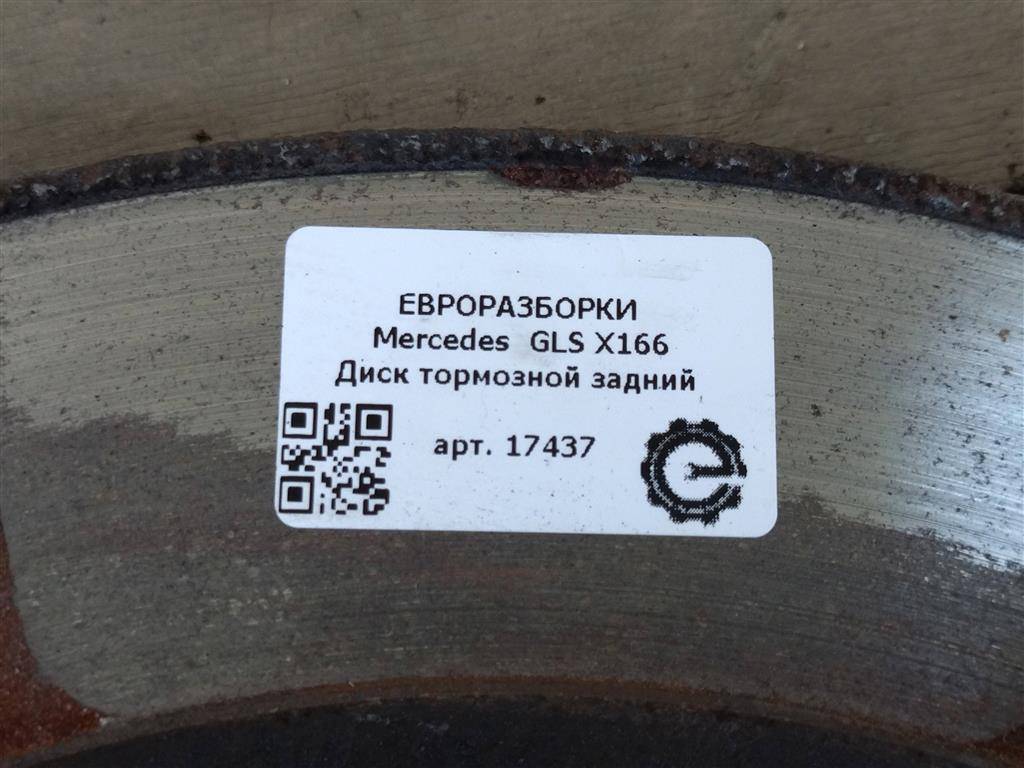 ЕВРОРАЗБОРКИ
Mercedes GLS X166
Диск тормозной задний
арт. 17437